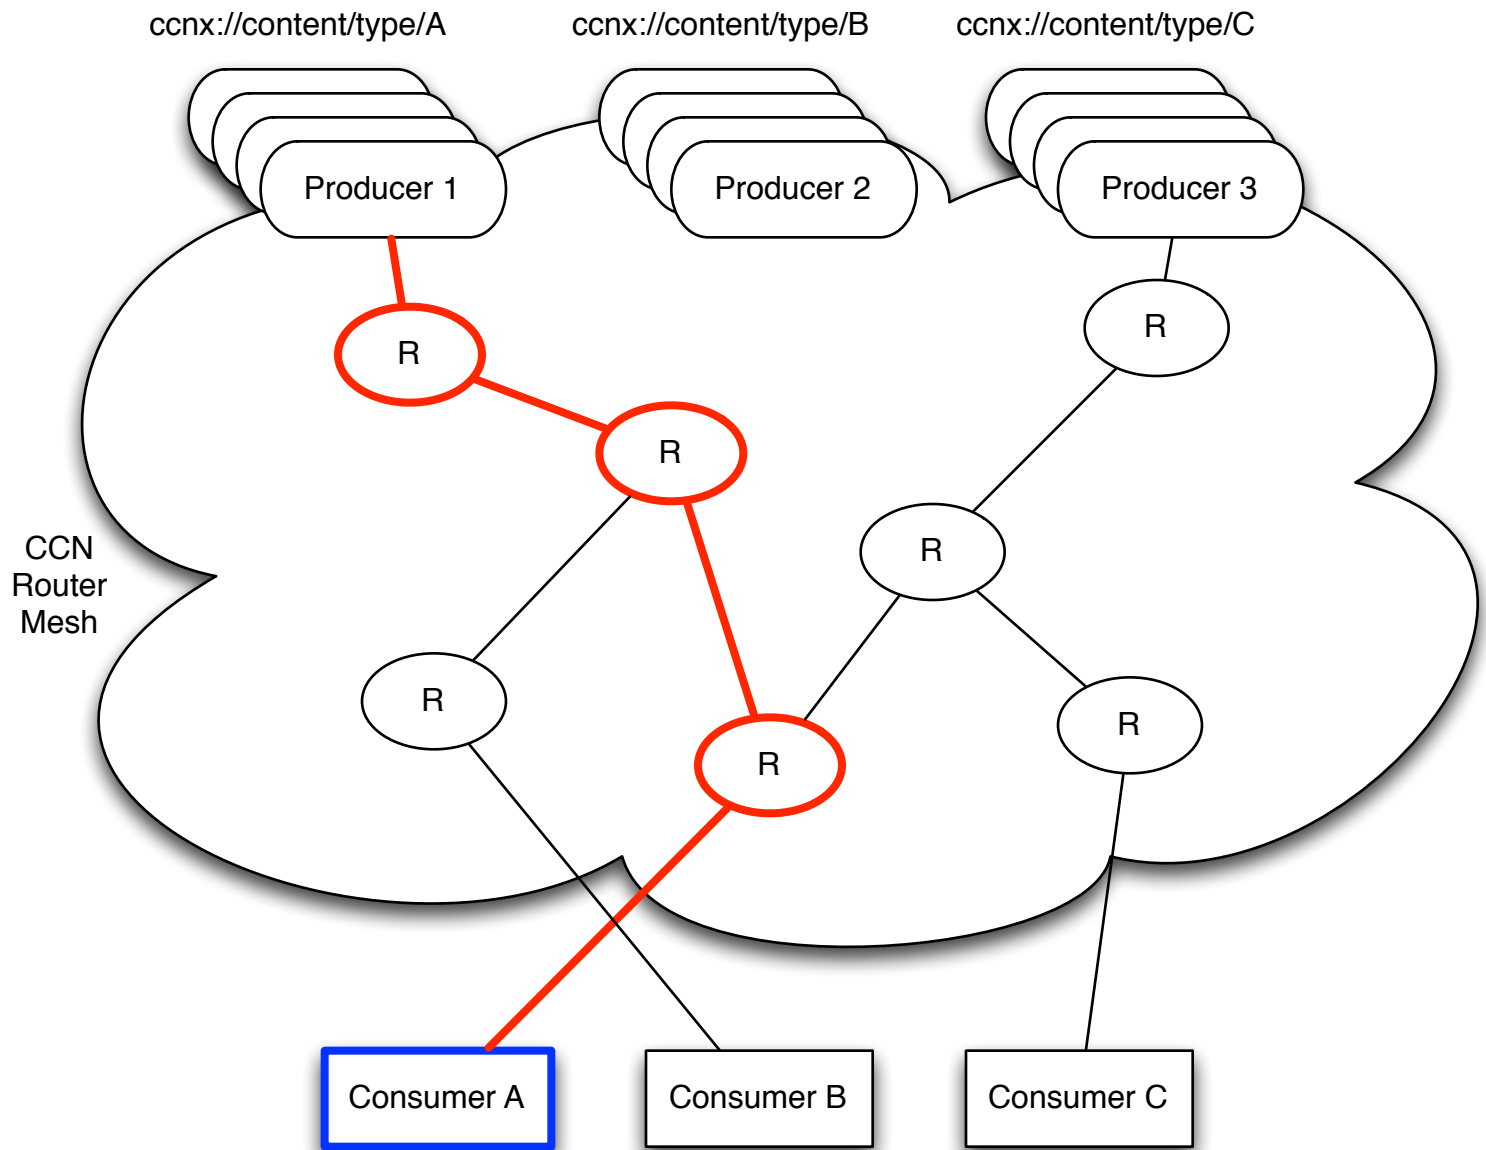 ccnx://content/type/A
ccnx://content/type/B
ccnx://content/type/C
Producer 1
Producer 2
Producer 3
R
R
R
R
R
R
R
CCN
Router
Mesh
Consumer A
Consumer B
Consumer C